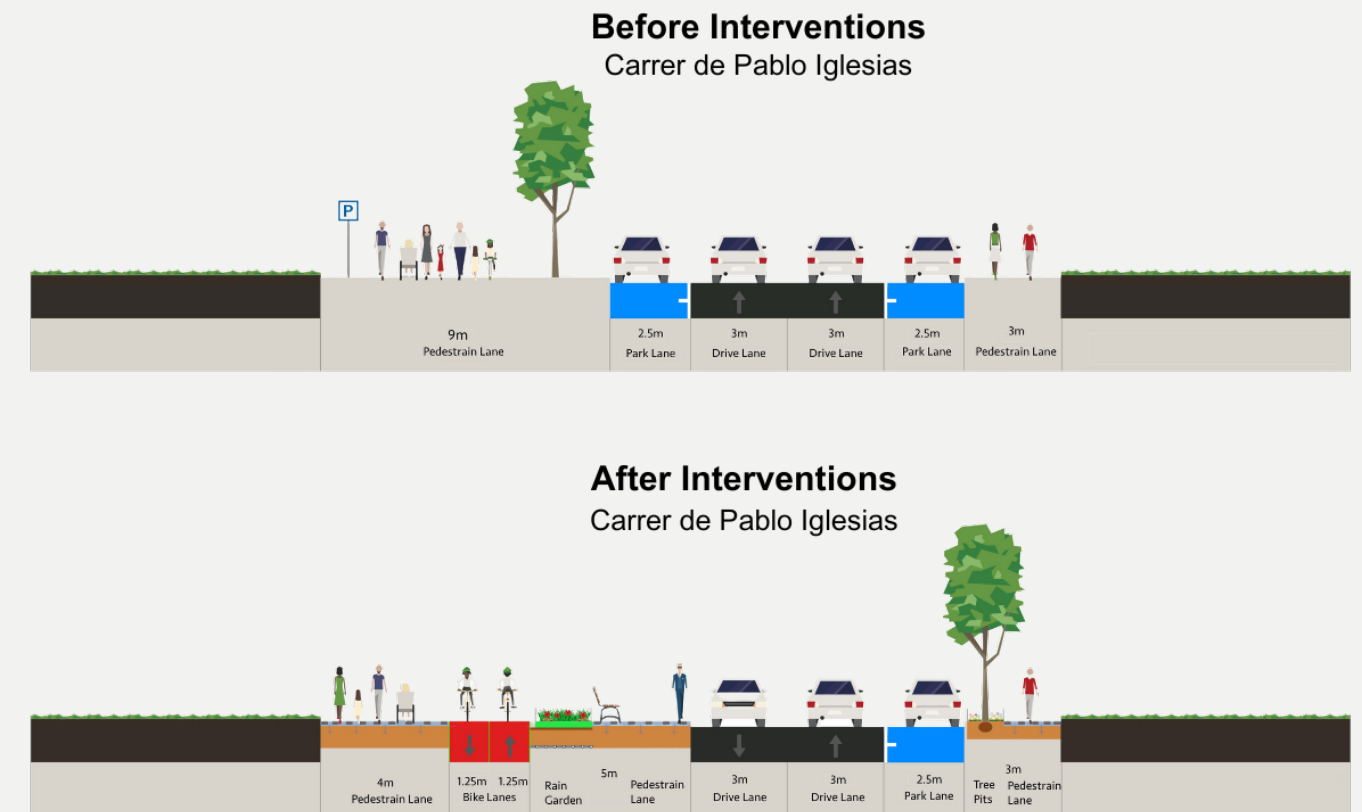 Before Interventions
Carrer de Pablo Iglesias
P
9m
Pedestrain Lane
2.5m
Park Lane
3m
Drive Lane
3m
Drive Lane
2.5m
Park Lane
3m
Pedestrain Lane
After Interventions
Carrer de Pablo Iglesias
4m
Pedestrain Lane
1.25m 1.25m
Bike Lanes
5m
Rain
Garden
Pedestrain
Lane
3m
Drive Lane
3m
Drive Lane
2.5m
Park Lane
3m
Tree
Pits
Pedestrain
Lane